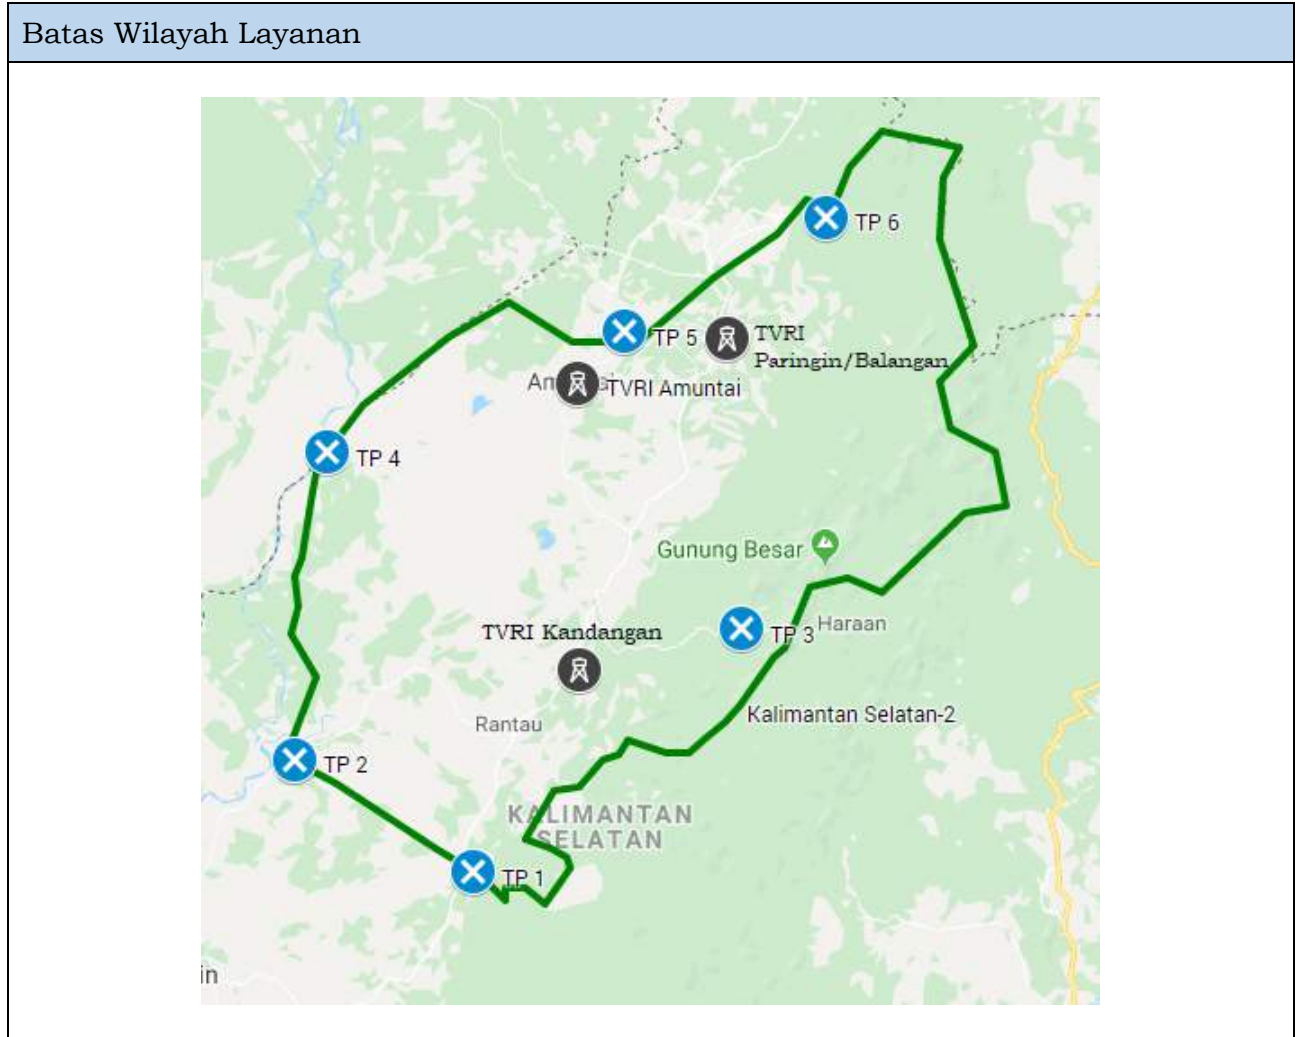 Batas Wilayah Layanan
TP 6
TP 5
TVRI
Paringin/Balangan
TVRI Amuntai
TP 4
Gunung Besar
TVRI Kandangan
TP 3
Haraan
Kalimantan Selatan-2
Rantau
TP 2
KALIMANTAN
SELATAN
TP 1
in